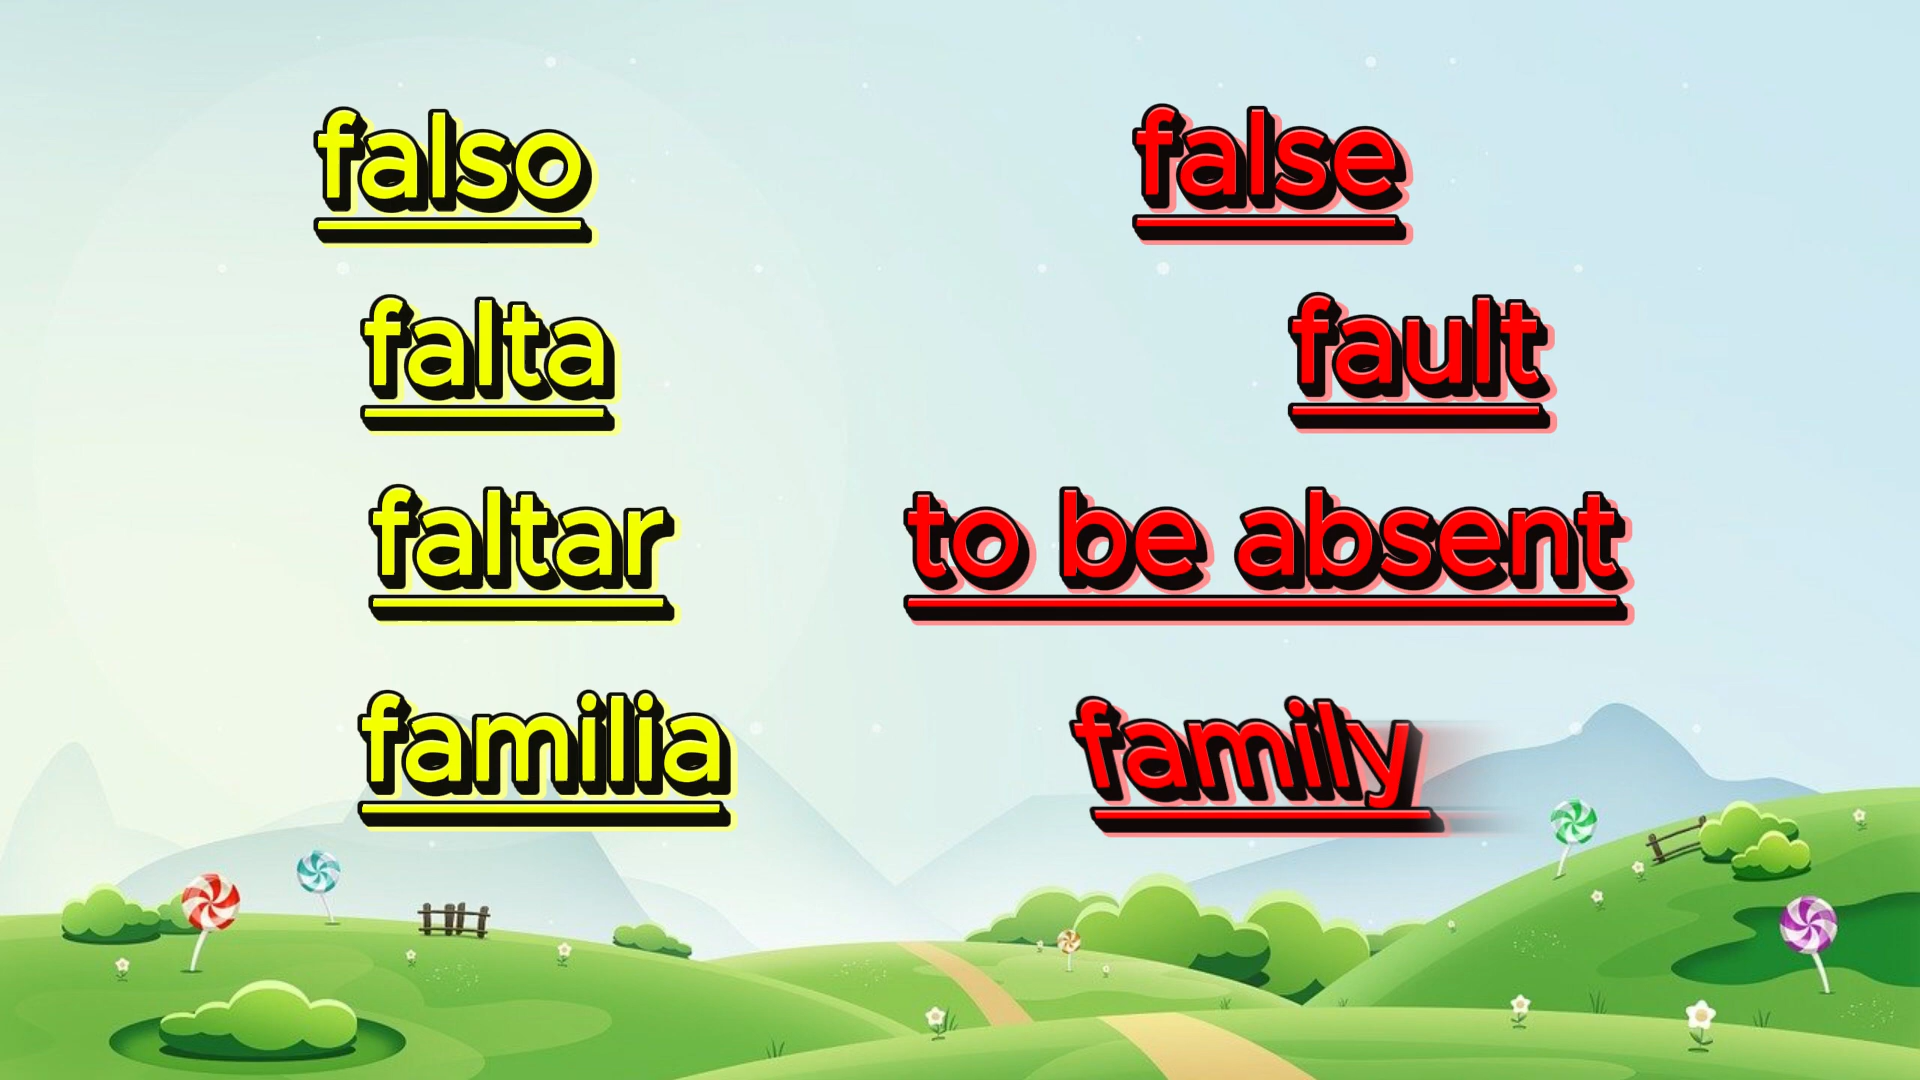 falso false
falta fault
faltar to be absent
familia family